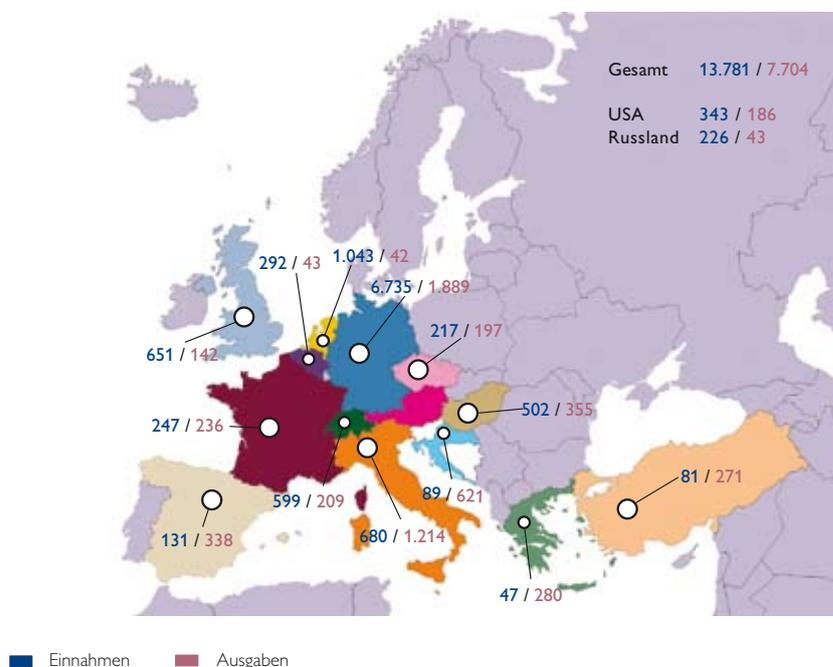 Gesamt 13.781 / 7.704
USA 343 / 186
Russland 226 / 43
292 / 43
1.043 / 42
6.735 / 1.889
217 / 197
651 / 142
502 / 355
247 / 236
81 / 271
599 / 209
89 / 621
131 / 338
680 / 1.214
47 / 280
Einnahmen Ausgaben